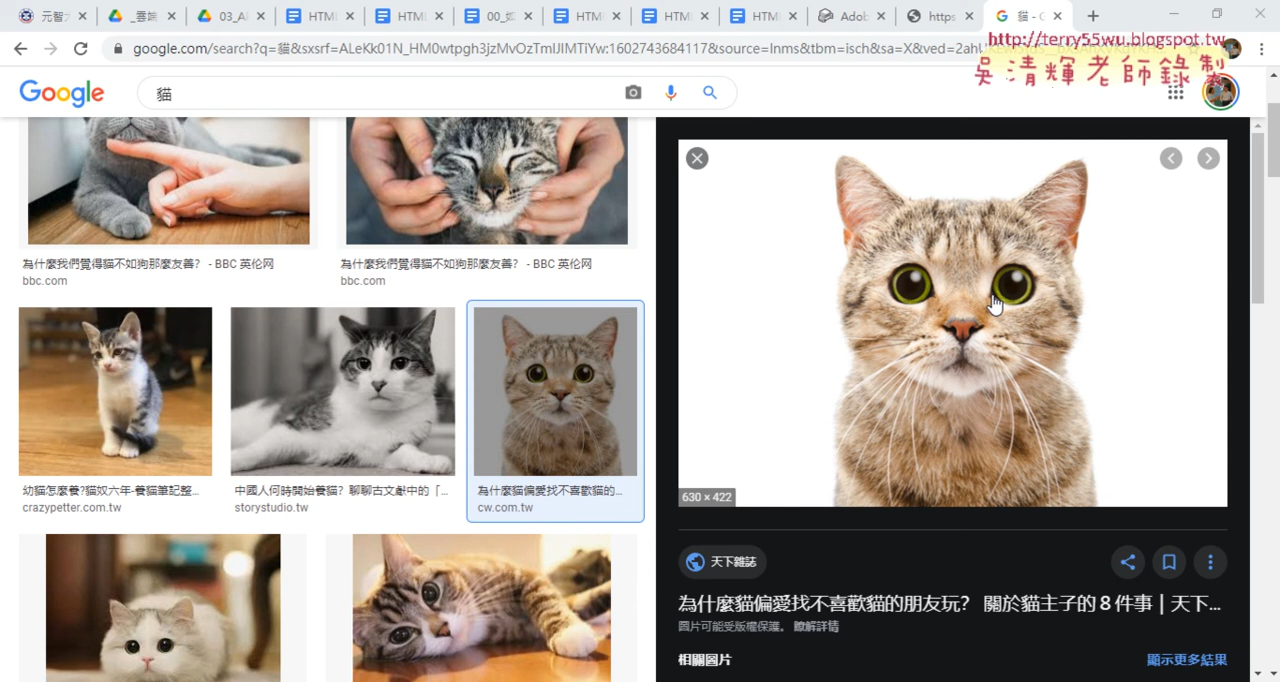 元智
_雲端
03_A
HTML
HTML
00_如
HTML
HTML
HTML
Adob
https
貓 - G
google.com/search?q=貓&sxsrf=ALeKk01N_HM0wtpgh3jzMvOzTmlJIMTiYw:1602743684117&source=lnms&tbm=isch&sa=X&ved=2ah
http://terry55wu.blogspot.tw
吳清輝老師錄製
Google
貓
為什麼我們覺得貓不如狗那麼友善? - BBC 英伦网
bbc.com
為什麼我們覺得貓不如狗那麼友善? - BBC 英伦网
bbc.com
幼貓怎麼養?貓奴六年-養貓筆記整...
crazypetter.com.tw
中國人何時開始養貓? 聊聊古文獻中的「...
storystudio.tw
為什麼貓偏愛找不喜歡貓的...
cw.com.tw
630 × 422
天下雜誌
為什麼貓偏愛找不喜歡貓的朋友玩? 關於貓主子的 8 件事｜天下...
圖片可能受版權保護。 瞭解詳情
相關圖片
顯示更多結果